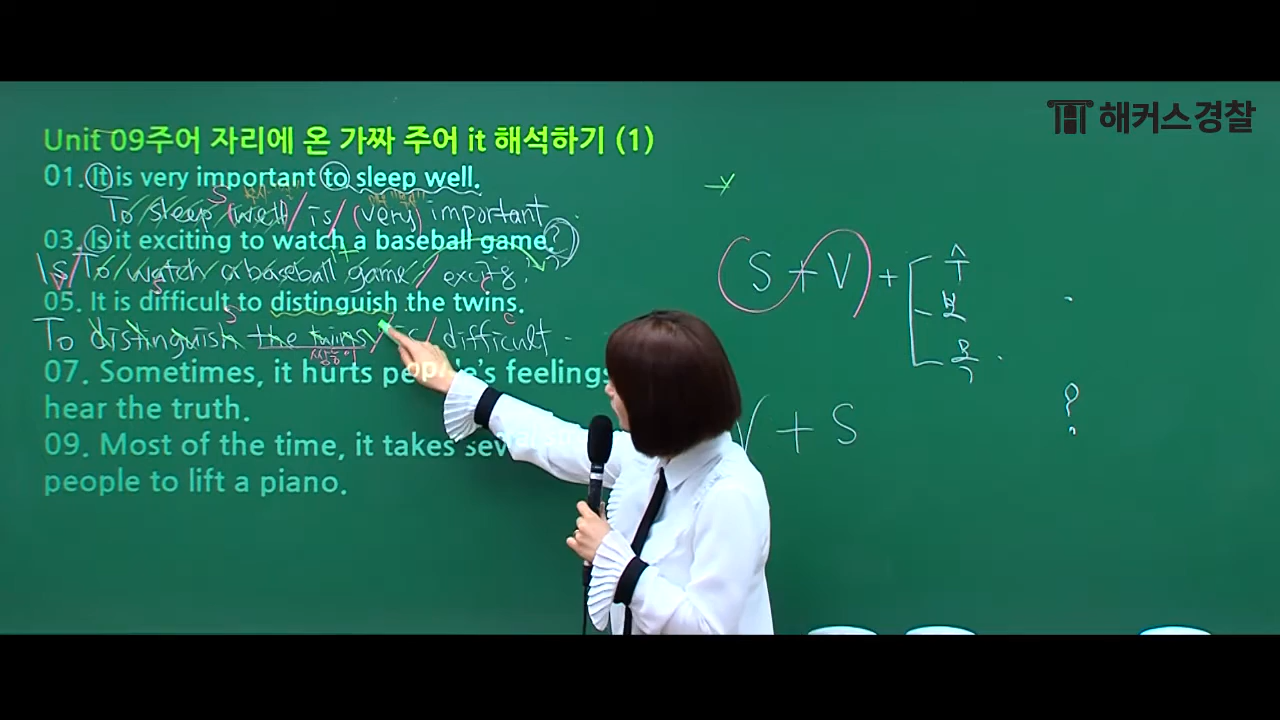 해커스경찰
Unit 09주어 자리에 온 가짜 주어 it 해석하기 (1)
01. It is very important to sleep well.
To sleep (well) / is / (very) important.
03. Is it exciting to watch a baseball game?
Is / To watch a baseball game /
05. It is difficult to distinguish the twins.
To distinguish the twins / is / difficult.
쌍둥이
07. Sometimes, it hurts people's feelings
hear the truth.
09. Most of the time, it takes
people to lift a piano.
S + V +
V + S
?